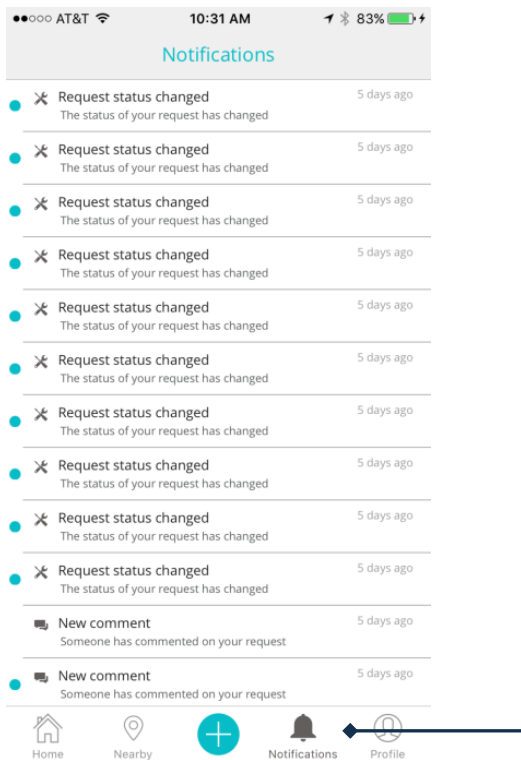 AT&T 10:31 AM 83%
Notifications
Request status changed 5 days ago
The status of your request has changed
Request status changed 5 days ago
The status of your request has changed
Request status changed 5 days ago
The status of your request has changed
Request status changed 5 days ago
The status of your request has changed
Request status changed 5 days ago
The status of your request has changed
Request status changed 5 days ago
The status of your request has changed
Request status changed 5 days ago
The status of your request has changed
Request status changed 5 days ago
The status of your request has changed
Request status changed 5 days ago
The status of your request has changed
Request status changed 5 days ago
The status of your request has changed
New comment 5 days ago
Someone has commented on your request
New comment 5 days ago
Someone has commented on your request
Home Nearby Notifications Profile